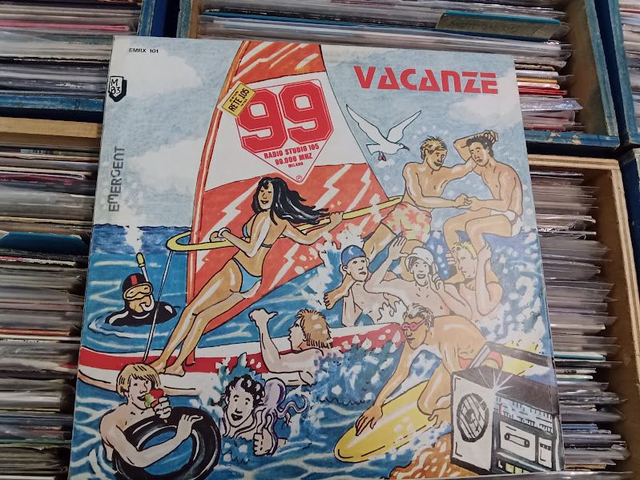 EMRX 101
VACANZE
RETE 105
99
RADIO STUDIO 105
99.000 MHZ
MILANO
EMERGENT